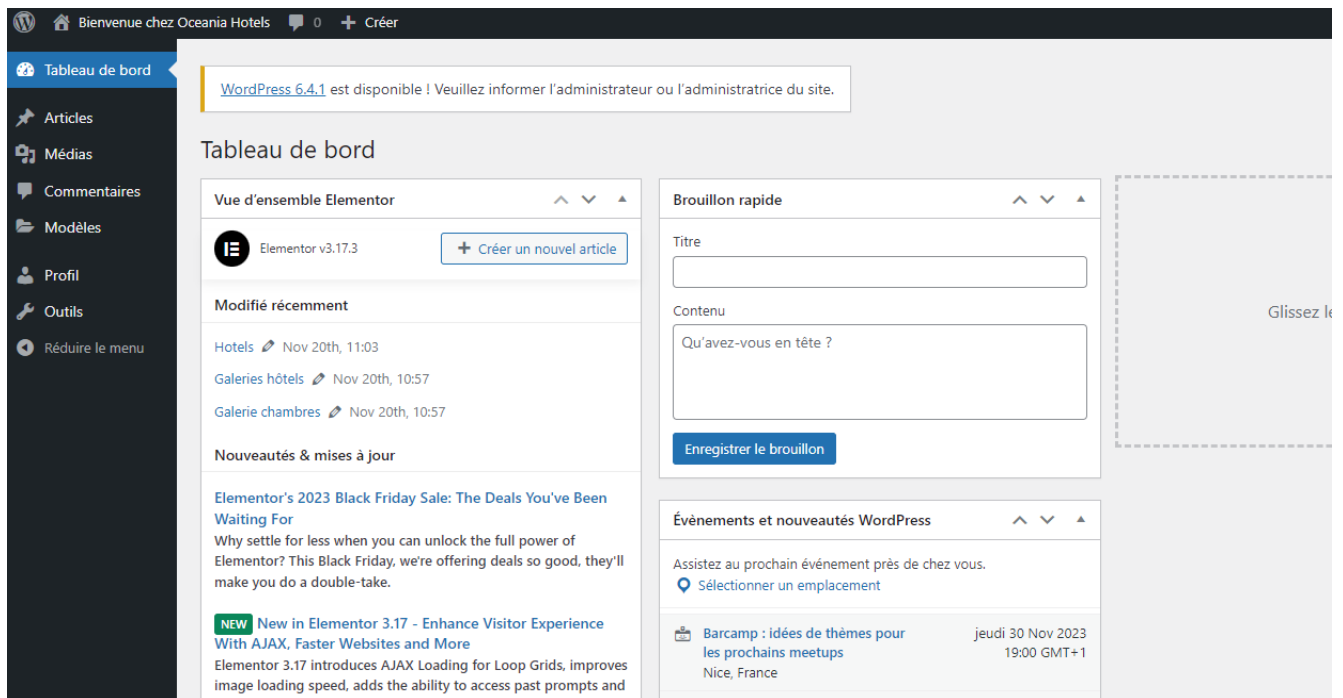 Bienvenue chez Oceania Hotels 0 Créer
Tableau de bord
Articles
Médias
Commentaires
Modèles
Profil
Outils
Réduire le menu
WordPress 6.4.1 est disponible ! Veuillez informer l’administrateur ou l’administratrice du site.
Tableau de bord
Vue d’ensemble Elementor
Elementor v3.17.3
Créer un nouvel article
Modifié récemment
Hotels Nov 20th, 11:03
Galeries hôtels Nov 20th, 10:57
Galerie chambres Nov 20th, 10:57
Nouveautés & mises à jour
Elementor's 2023 Black Friday Sale: The Deals You've Been
Waiting For
Why settle for less when you can unlock the full power of
Elementor? This Black Friday, we're offering deals so good, they'll
make you do a double-take.
NEW New in Elementor 3.17 - Enhance Visitor Experience
With AJAX, Faster Websites and More
Elementor 3.17 introduces AJAX Loading for Loop Grids, improves
image loading speed, adds the ability to access past prompts and
Brouillon rapide
Titre
Contenu
Qu’avez-vous en tête ?
Enregistrer le brouillon
Évènements et nouveautés WordPress
Assistez au prochain événement près de chez vous.
Sélectionner un emplacement
Barcamp : idées de thèmes pour
les prochains meetups
Nice, France
jeudi 30 Nov 2023
19:00 GMT+1
Glissez